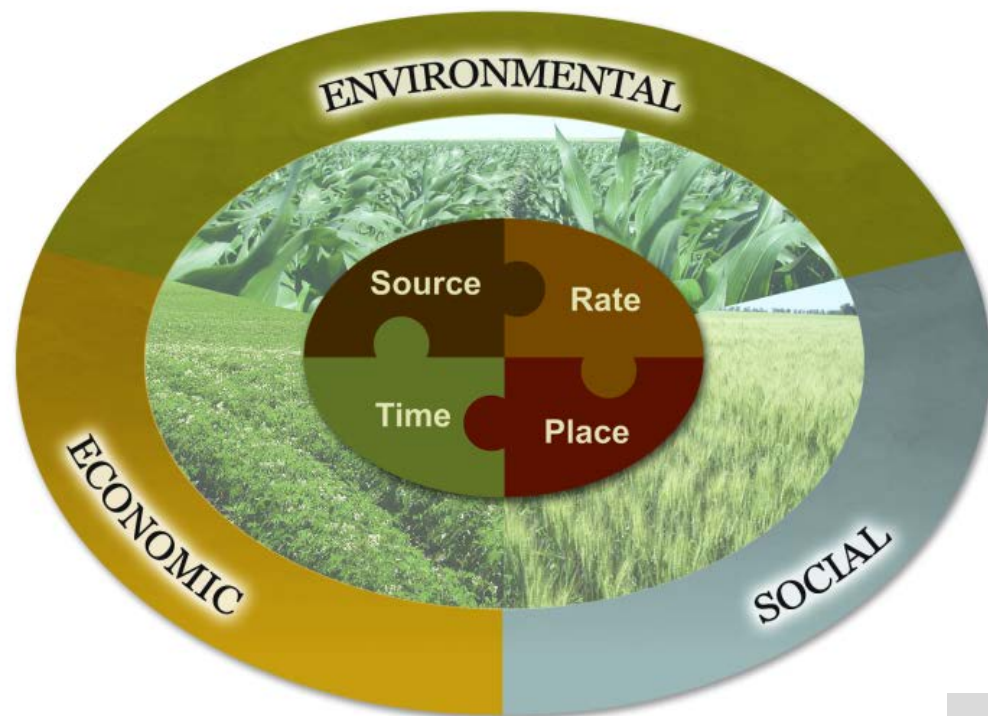 ENVIRONMENTAL
Source
Rate
Time
Place
ECONOMIC
SOCIAL